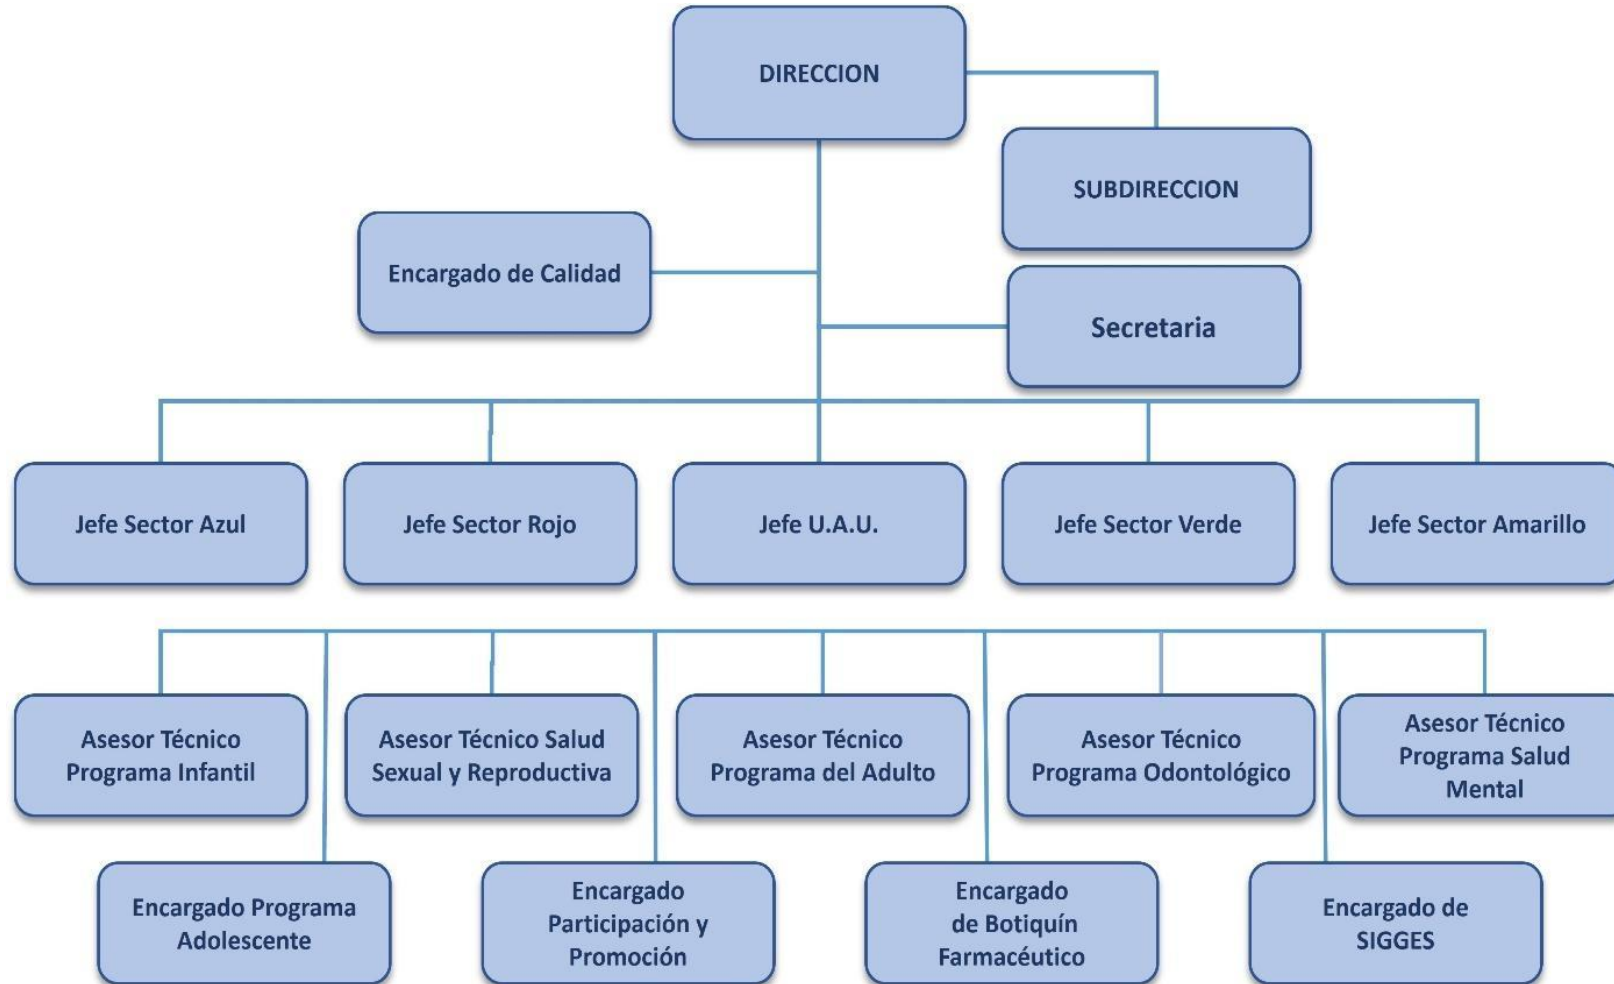 DIRECCION
SUBDIRECCION
Encargado de Calidad
Secretaria
Jefe Sector Azul
Jefe Sector Rojo
Jefe U.A.U.
Jefe Sector Verde
Jefe Sector Amarillo
Asesor Técnico
Programa Infantil
Asesor Técnico Salud
Sexual y Reproductiva
Asesor Técnico
Programa del Adulto
Asesor Técnico
Programa Odontológico
Asesor Técnico
Programa Salud
Mental
Encargado Programa
Adolescente
Encargado
Participación y
Promoción
Encargado
de Botiquín
Farmacéutico
Encargado de
SIGGES